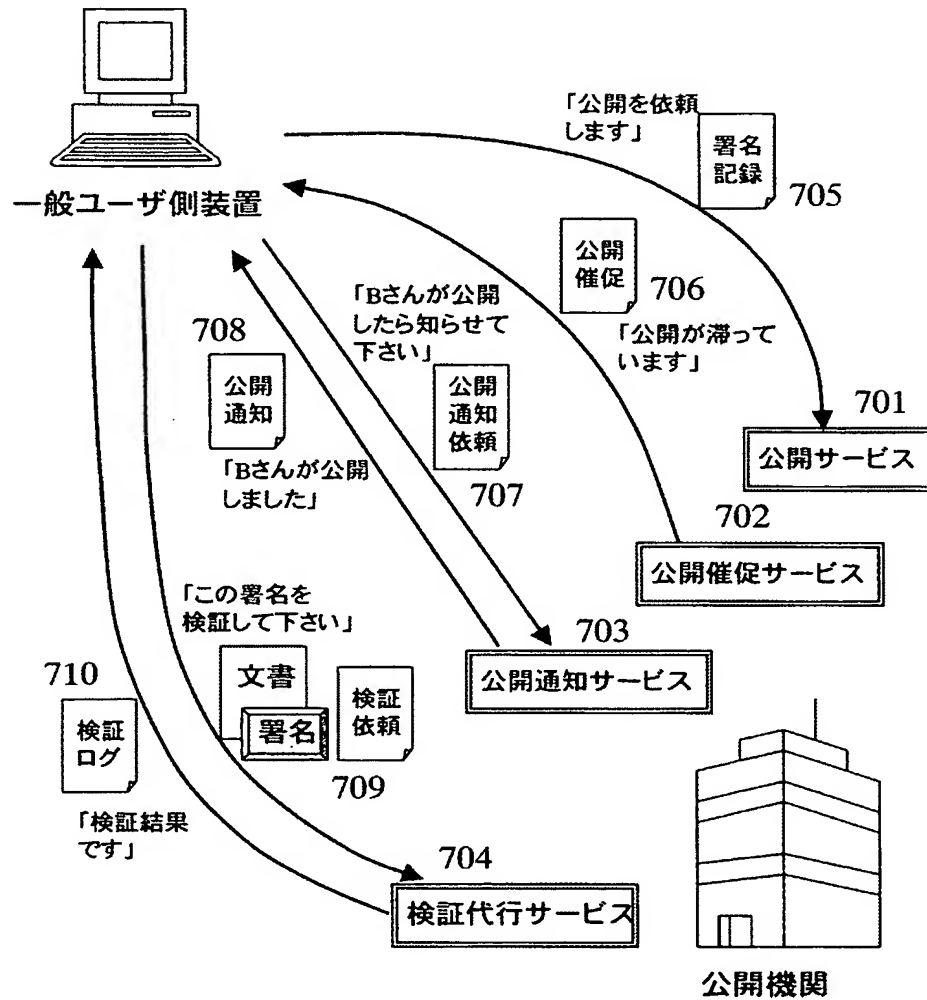 「公開を依頼
します」
署名
記録
705
一般ユーザ側装置
公開
催促
706
「公開が滞って
います」
「Bさんが公開
したら知らせて
下さい」
708
公開
通知
公開
通知
依頼
707
「Bさんが公開
しました」
701
公開サービス
702
公開催促サービス
703
公開通知サービス
「この署名を
検証して下さい」
文書
署名
検証
依頼
709
710
検証
ログ
「検証結果
です」
704
検証代行サービス
公開機関